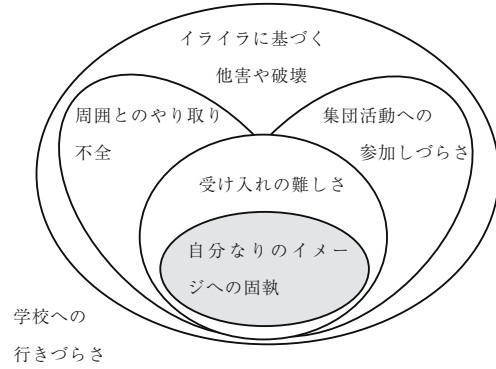 イライラに基づく
他害や破壊
周囲とのやり取り
不全
集団活動への
参加しづらさ
受け入れの難しさ
自分なりのイメー
ジへの固執
学校への
行きづらさ